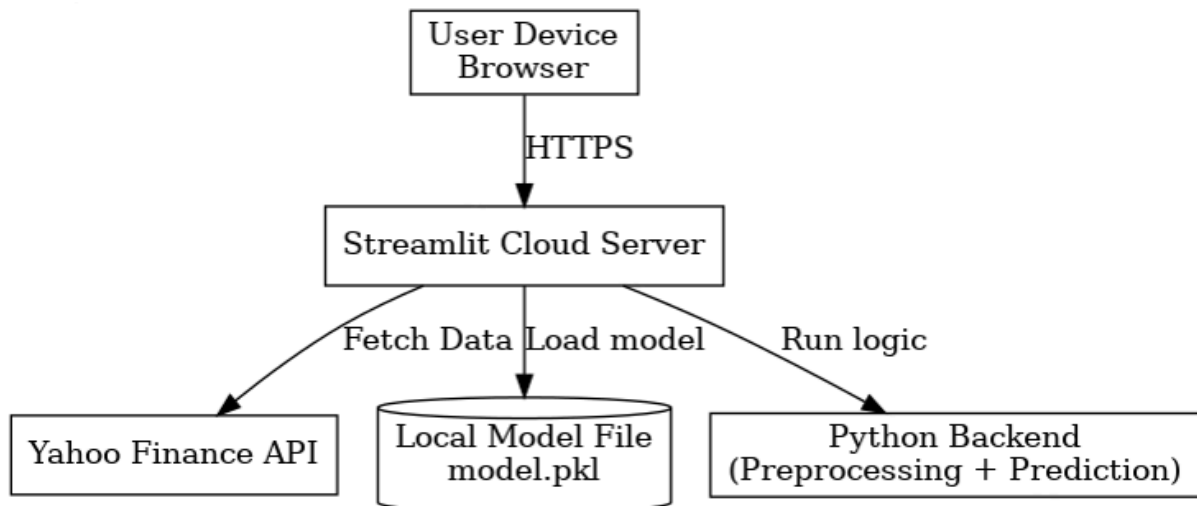 User Device
Browser
HTTPS
Streamlit Cloud Server
Fetch Data
Load model
Run logic
Yahoo Finance API
Local Model File
model.pkl
Python Backend
(Preprocessing + Prediction)